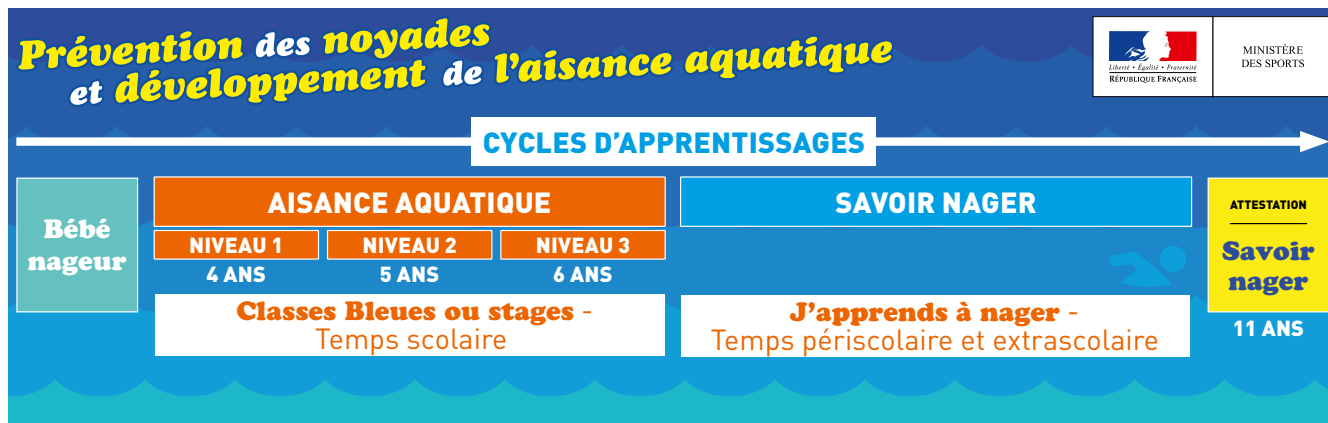 Prévention des noyades
et développement de l'aisance aquatique
Liberté • Égalité • Fraternité
RÉPUBLIQUE FRANÇAISE
MINISTÈRE
DES SPORTS
CYCLES D'APPRENTISSAGES
Bébé
nageur
AISANCE AQUATIQUE
NIVEAU 1
NIVEAU 2
NIVEAU 3
4 ANS
5 ANS
6 ANS
Classes Bleues ou stages -
Temps scolaire
SAVOIR NAGER
J'apprends à nager -
Temps périscolaire et extrascolaire
ATTESTATION
Savoir
nager
11 ANS